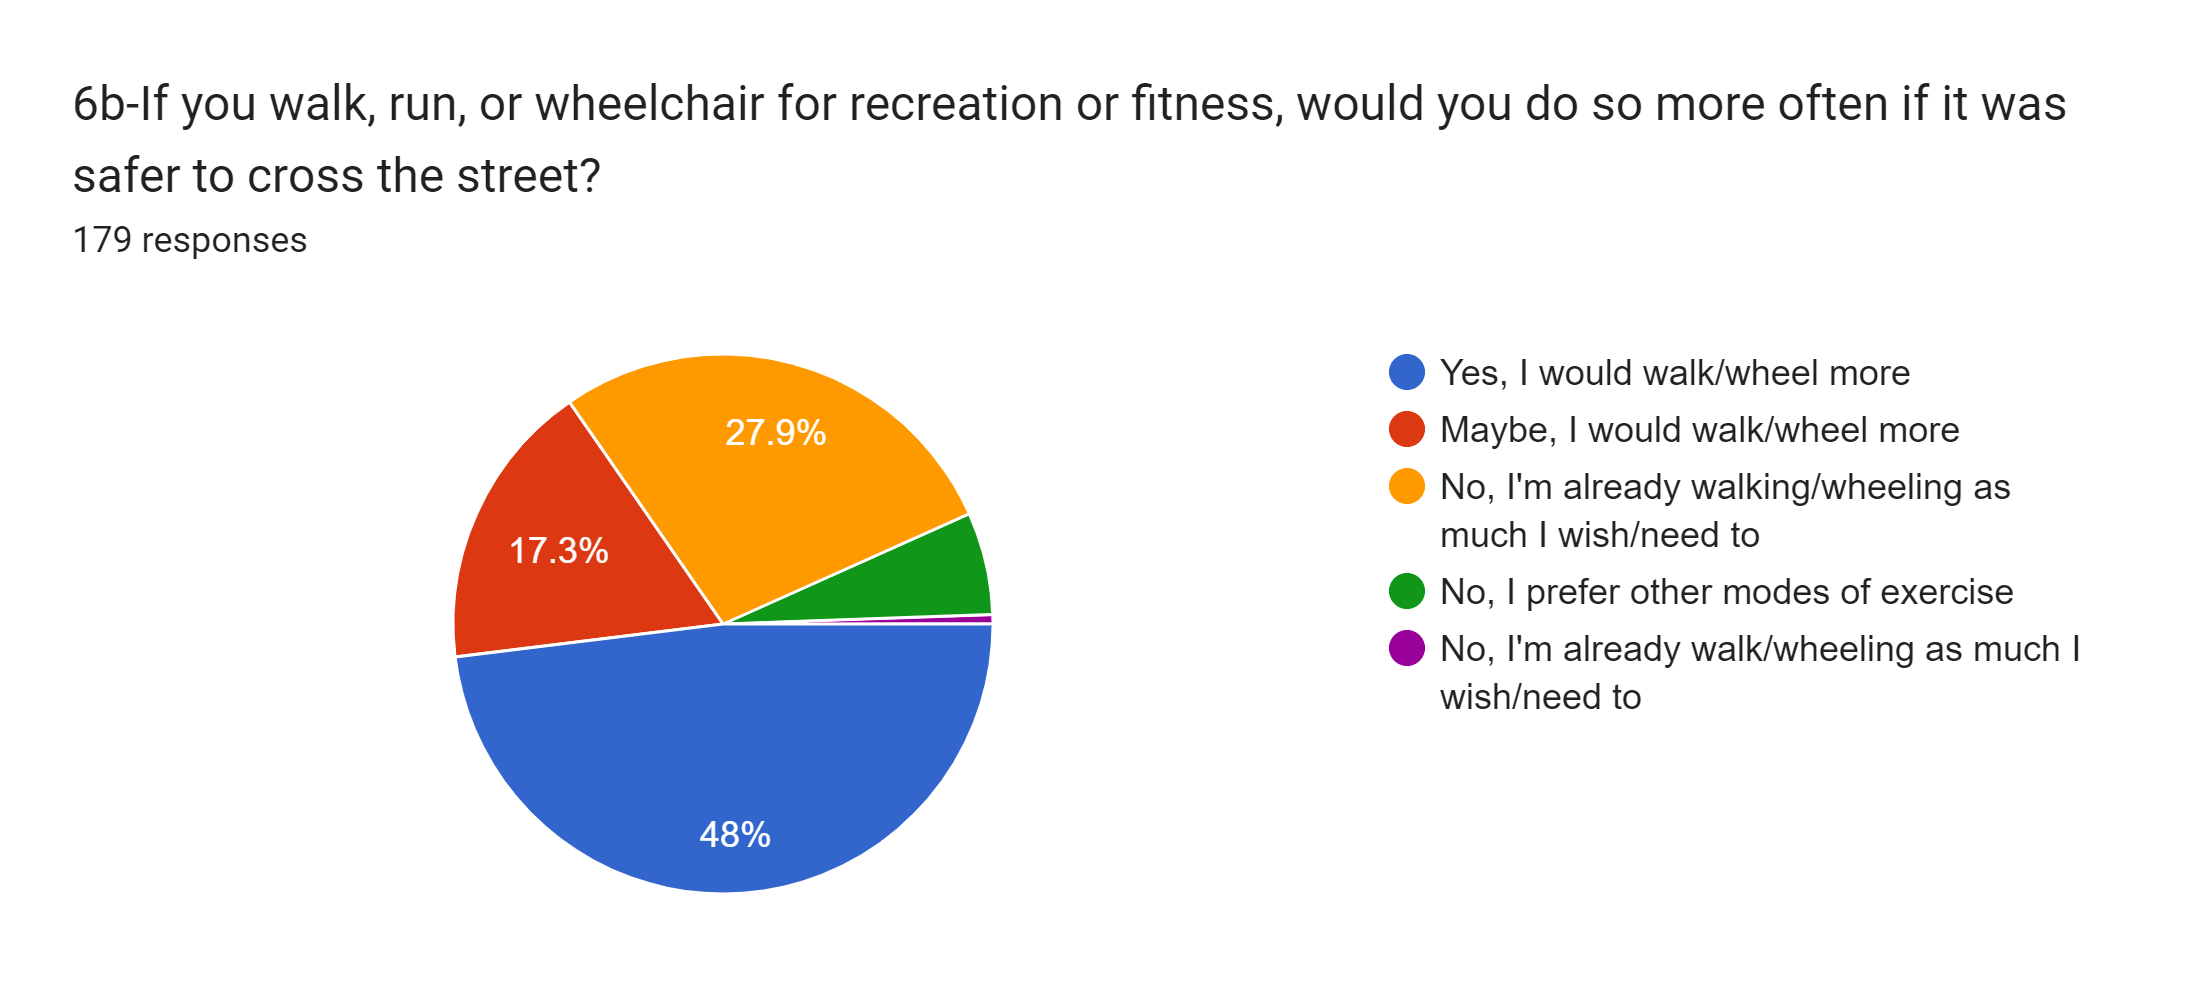 6b-If you walk, run, or wheelchair for recreation or fitness, would you do so more often if it was
safer to cross the street?
179 responses
27.9%
17.3%
48%
Yes, I would walk/wheel more
Maybe, I would walk/wheel more
No, I'm already walking/wheeling as
much I wish/need to
No, I prefer other modes of exercise
No, I'm already walk/wheeling as much I
wish/need to